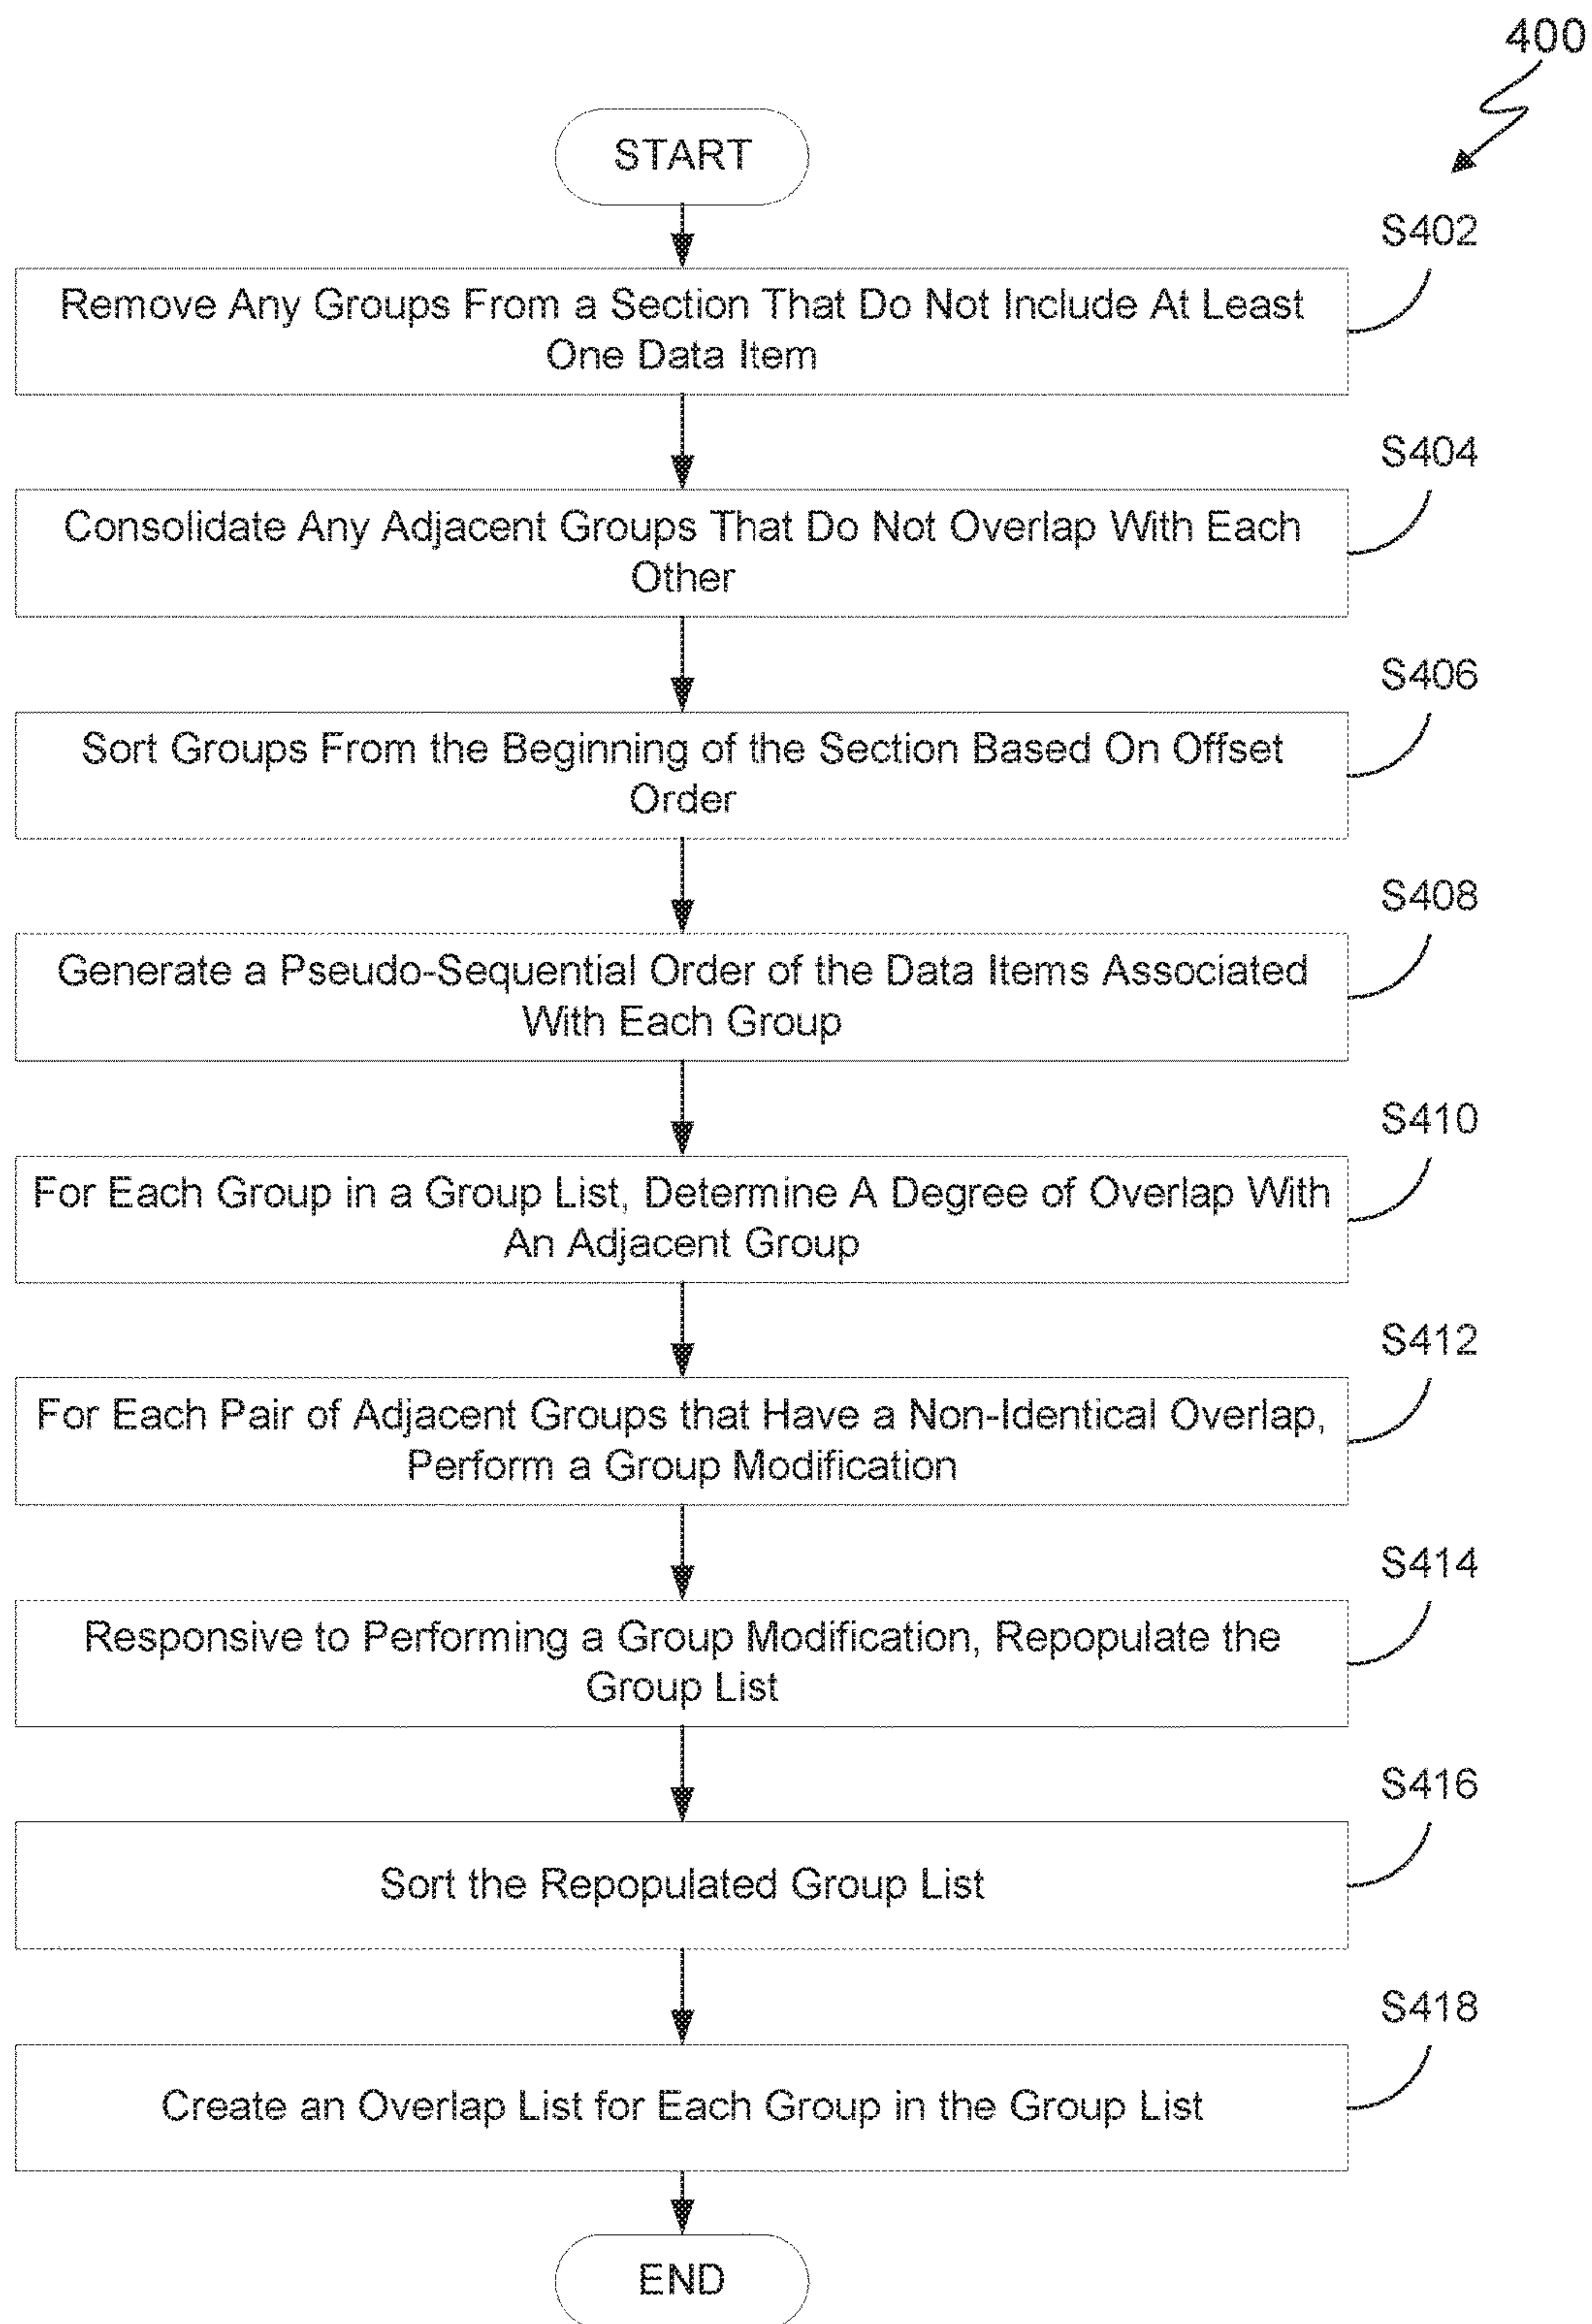 400
START
S402
Remove Any Groups From a Section That Do Not Include At Least
One Data Item
S404
Consolidate Any Adjacent Groups That Do Not Overlap With Each
Other
S406
Sort Groups From the Beginning of the Section Based On Offset
Order
S408
Generate a Pseudo-Sequential Order of the Data Items Associated
With Each Group
S410
For Each Group in a Group List, Determine A Degree of Overlap With
An Adjacent Group
S412
For Each Pair of Adjacent Groups that Have a Non-Identical Overlap,
Perform a Group Modification
S414
Responsive to Performing a Group Modification, Repopulate the
Group List
S416
Sort the Repopulated Group List
S418
Create an Overlap List for Each Group in the Group List
END